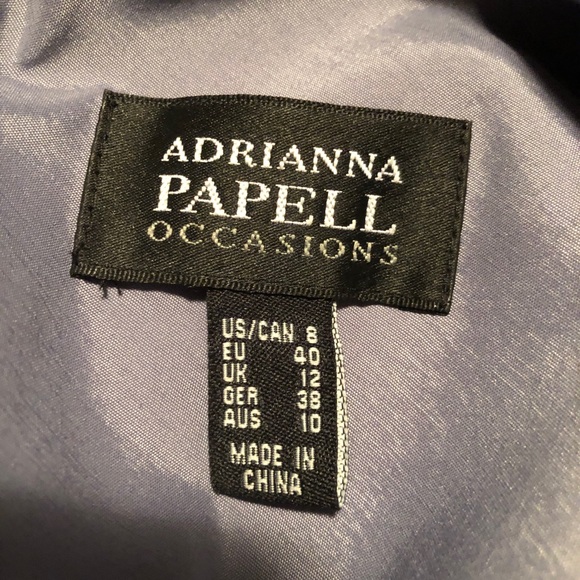 ADRIANNA
PAPELL
OCCASIONS
US/CAN 8
EU 40
UK 12
GER 38
AUS 10
MADE IN
CHINA